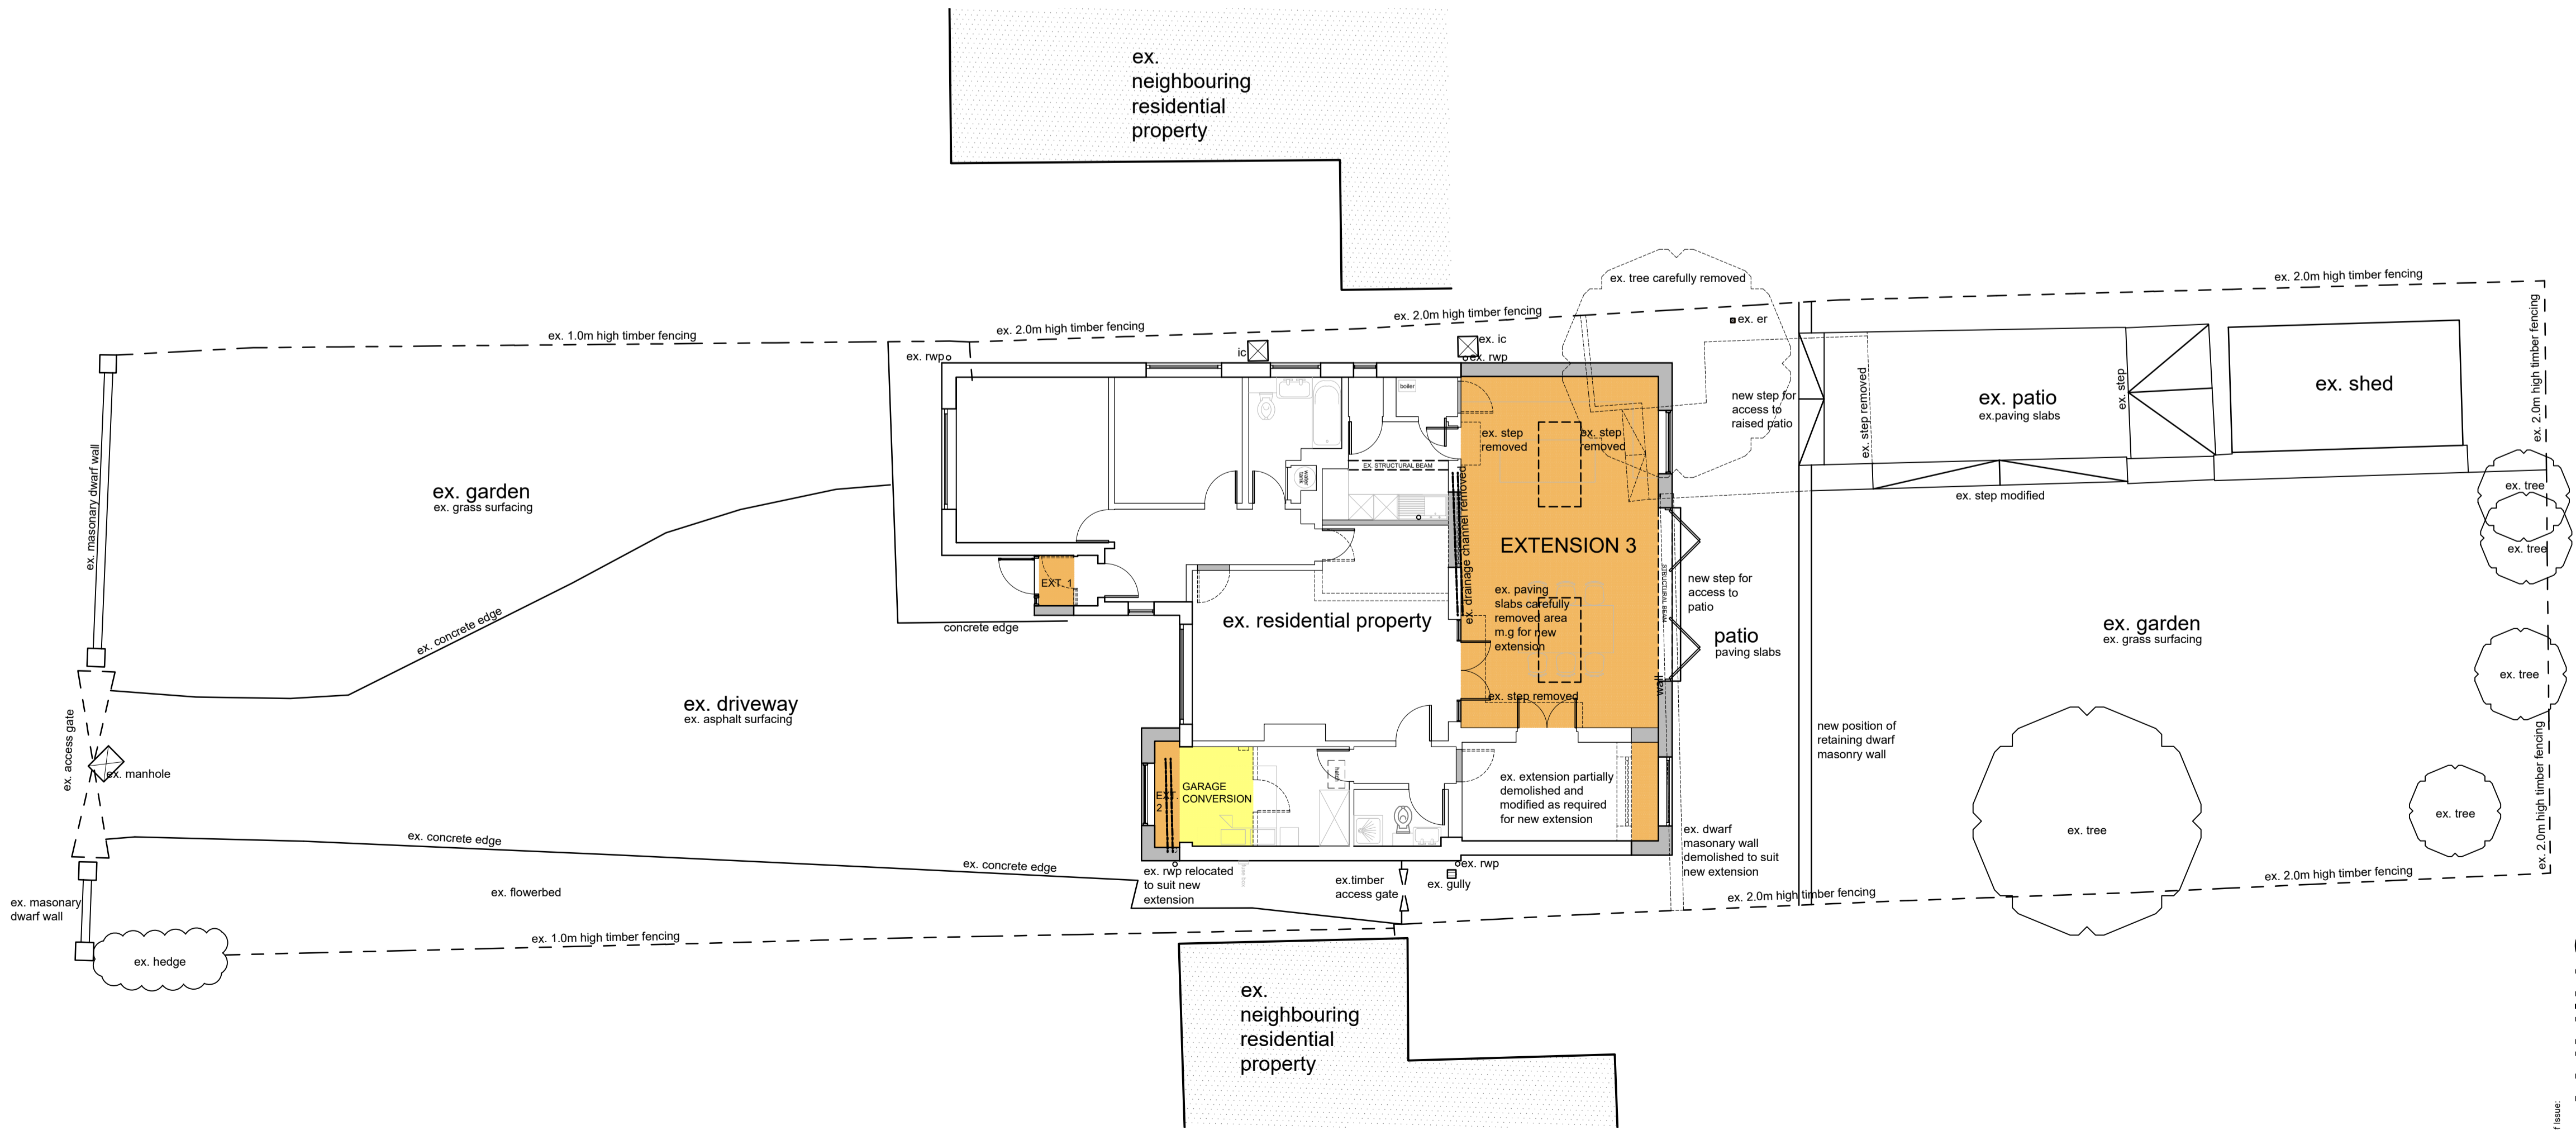 ex.
neighbouring
residential
property
ex. tree carefully removed
ex. 2.0m high timber fencing
ex. 2.0m high timber fencing
ex. 2.0m high timber fencing
ex. er
ex. 1.0m high timber fencing
ex. rwp
ic
ex. ic
ex. rwp
boiler
ex. 2.0m high timber fencing
ex. shed
ex. patio
ex.paving slabs
ex. step
ex. step removed
new step for
access to
raised patio
ex. step
removed
ex. step
removed
EX. STRUCTURAL BEAM
water
tank
ex. drainage channel removed
ex. masonary dwarf wall
ex. garden
ex. grass surfacing
ex. step modified
ex. tree
ex. tree
EXTENSION 3
STRUCTURAL BEAM
EXT. 1
new step for
access to
patio
ex. paving
slabs carefully
removed area
m.g for new
extension
ex. residential property
concrete edge
ex. concrete edge
patio
paving slabs
wall
ex. garden
ex. grass surfacing
ex. tree
ex. step removed
ex. driveway
ex. asphalt surfacing
ex. access gate
ex. manhole
new position of
retaining dwarf
masonry wall
ex. 2.0m high timber fencing
EXT.
2
GARAGE
CONVERSION
hatch
ex. extension partially
demolished and
modified as required
for new extension
ex. tree
ex. tree
ex. concrete edge
ex. concrete edge
ex. dwarf
masonary wall
demolished to suit
new extension
ex. rwp
ex. gully
ex. rwp relocated
to suit new
extension
ex.timber
access gate
ex. flowerbed
ex. masonary
dwarf wall
ex. 2.0m high timber fencing
ex. 2.0m high timber fencing
ex. 1.0m high timber fencing
ex. hedge
ex.
neighbouring
residential
property
f Issue: